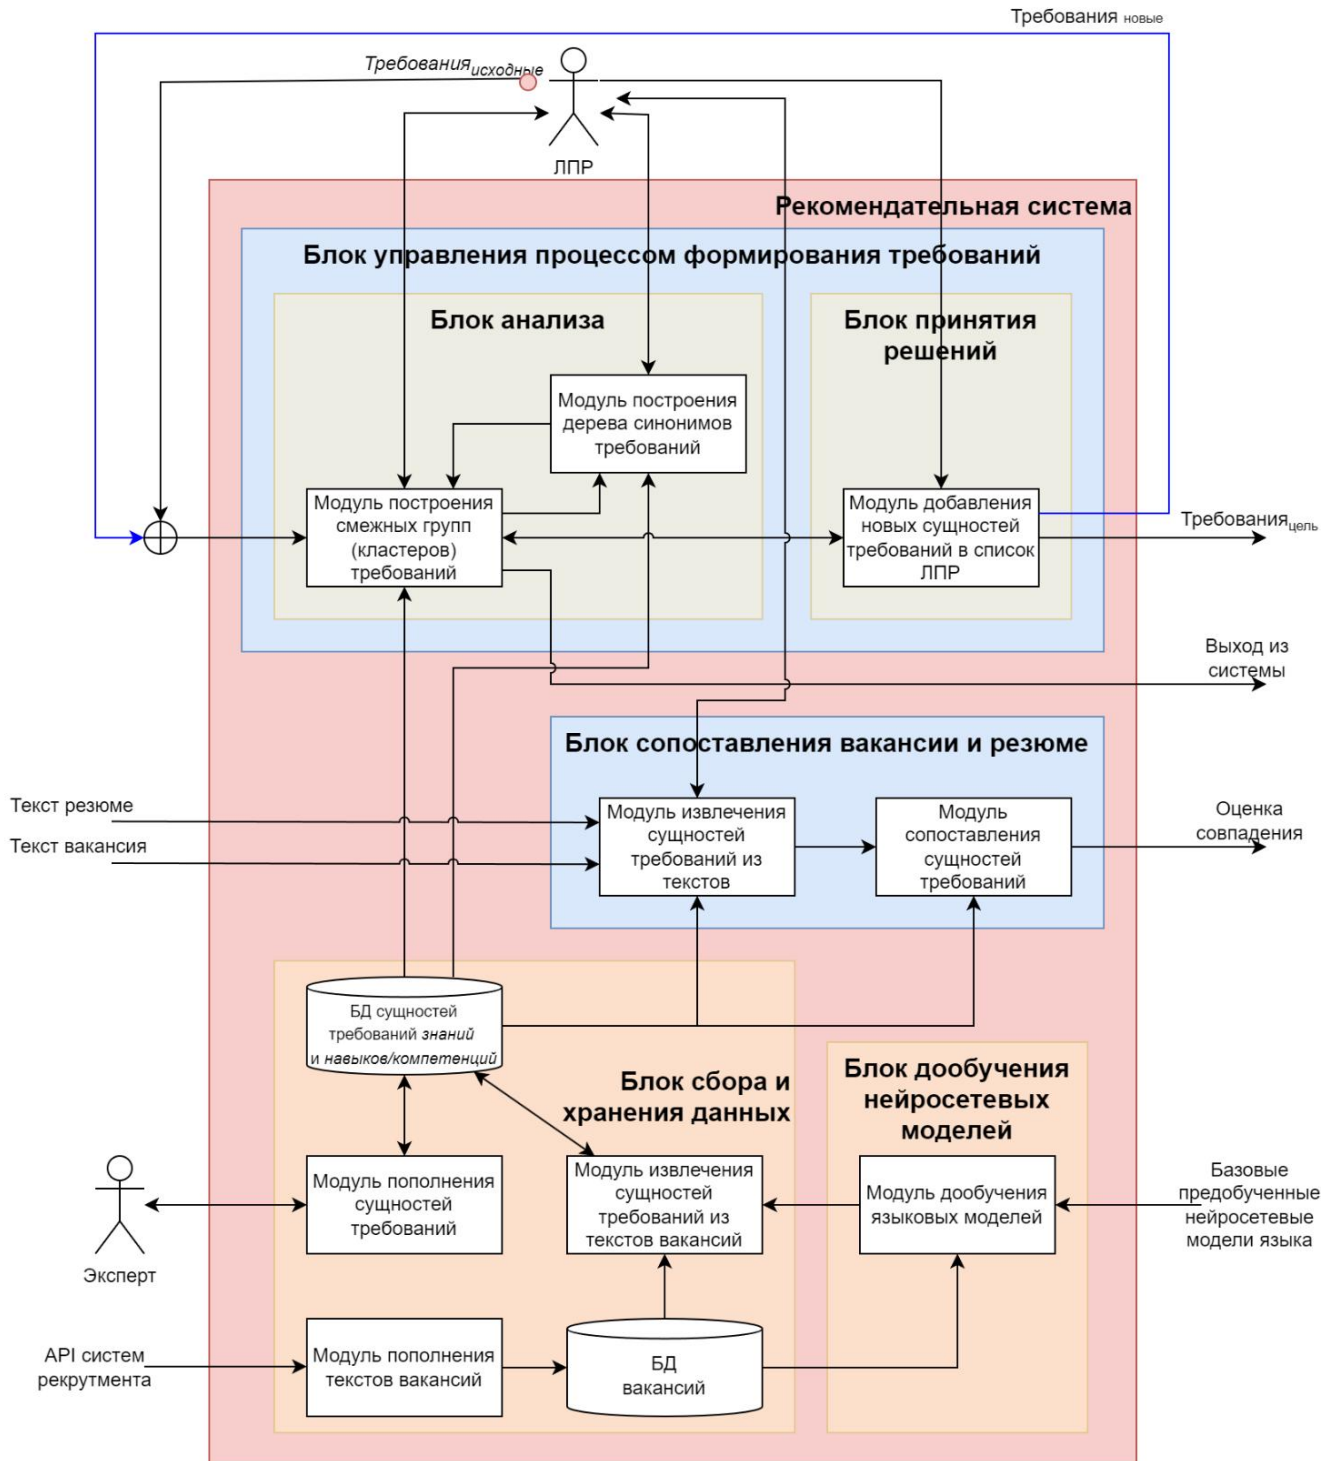 Требования новые
Требования исходные
ЛПР
Рекомендательная система
Блок управления процессом формирования требований
Блок анализа
Блок принятия
решений
Модуль построения
дерева синонимов
требований
Модуль построения
смежных групп
(кластеров)
требований
Модуль добавления
новых сущностей
требований в список
ЛПР
Требования цель
Выход из
системы
Блок сопоставления вакансии и резюме
Текст резюме
Текст вакансия
Модуль извлечения
сущностей
требований из
текстов
Модуль
сопоставления
сущностей
требований
Оценка
совпадения
БД сущностей
требований знаний
и навыков/компетенций
Блок сбора и
хранения данных
Блок дообучения
нейросетевых
моделей
Эксперт
Модуль пополнения
сущностей
требований
Модуль извлечения
сущностей
требований из
текстов вакансий
Модуль дообучения
языковых моделей
Базовые
предобученные
нейросетевые
модели языка
API систем
рекрутмента
Модуль пополнения
текстов вакансий
БД
вакансий